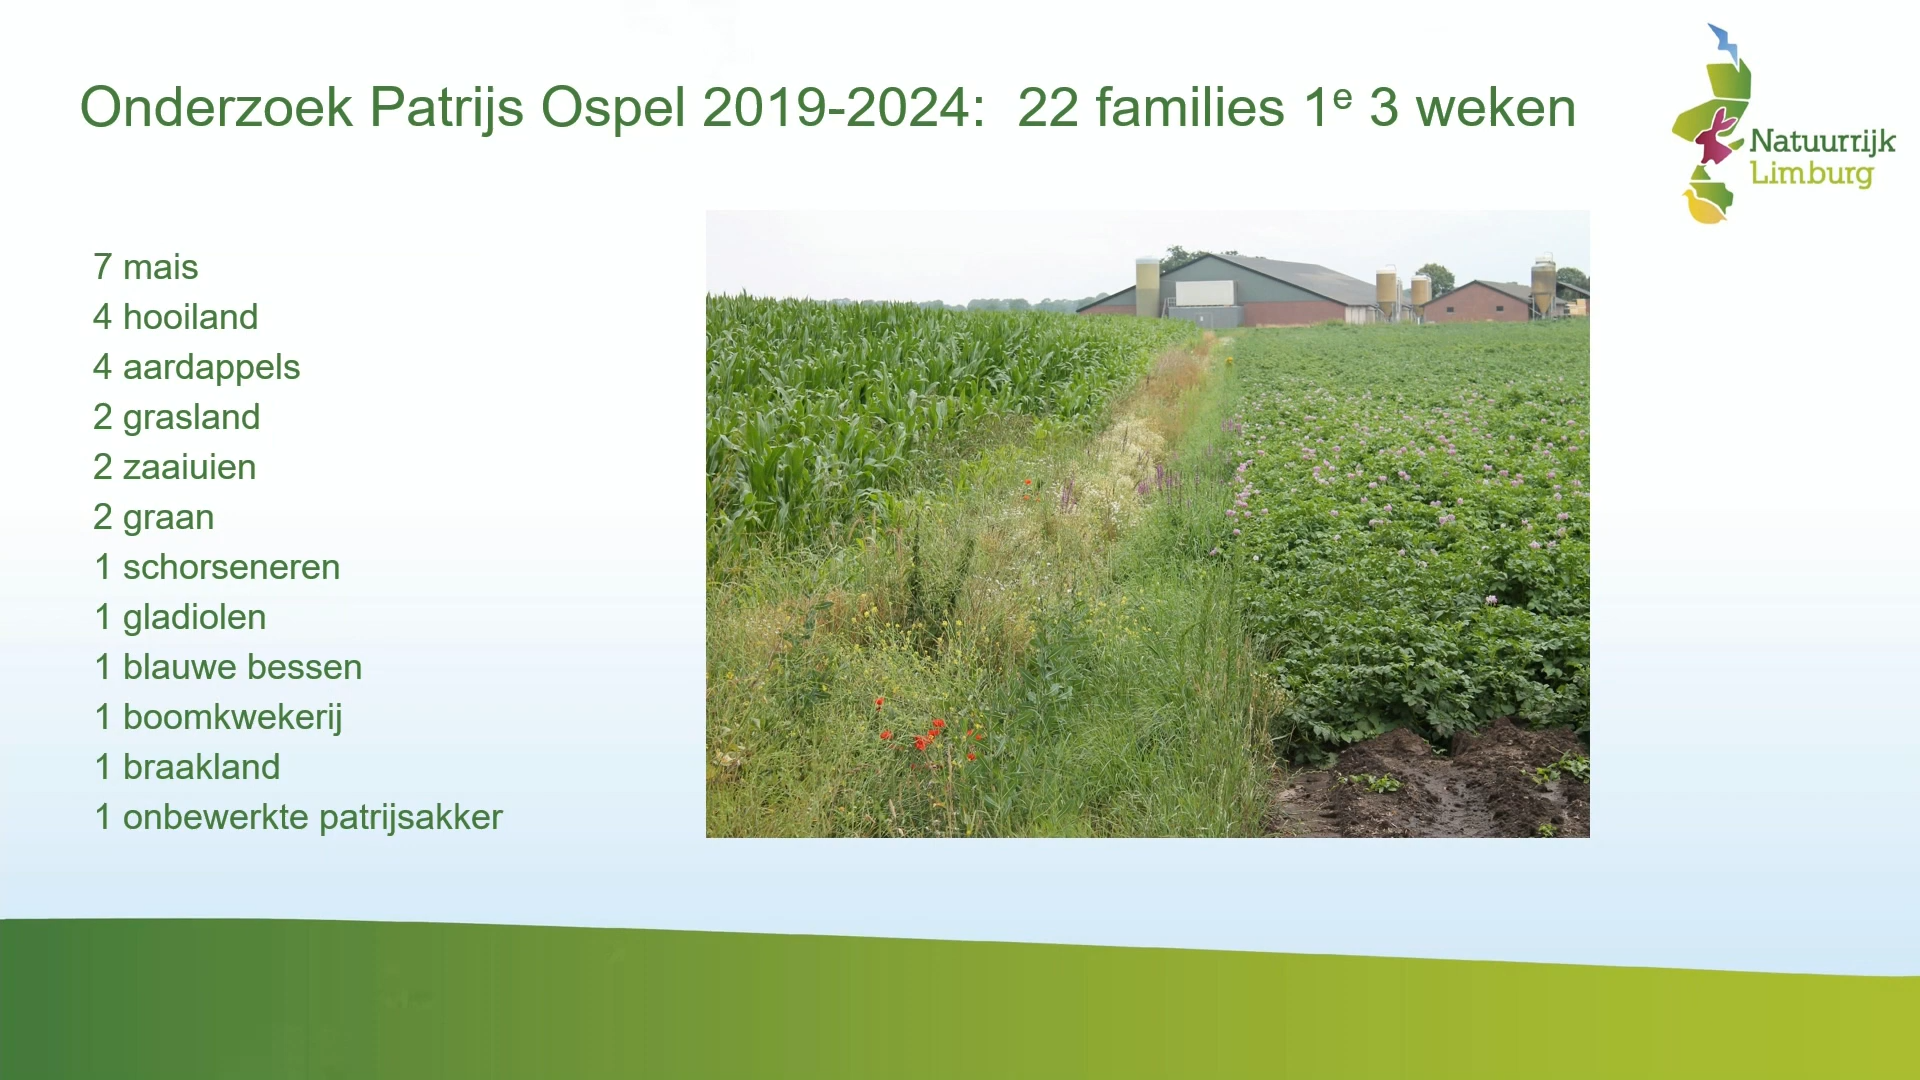 Onderzoek Patrijs Ospel 2019-2024: 22 families 1e 3 weken
Natuurrijk
Limburg
7 mais
4 hooiland
4 aardappels
2 grasland
2 zaaiuien
2 graan
1 schorseneren
1 gladiolen
1 blauwe bessen
1 boomkwekerij
1 braakland
1 onbewerkte patrijsakker